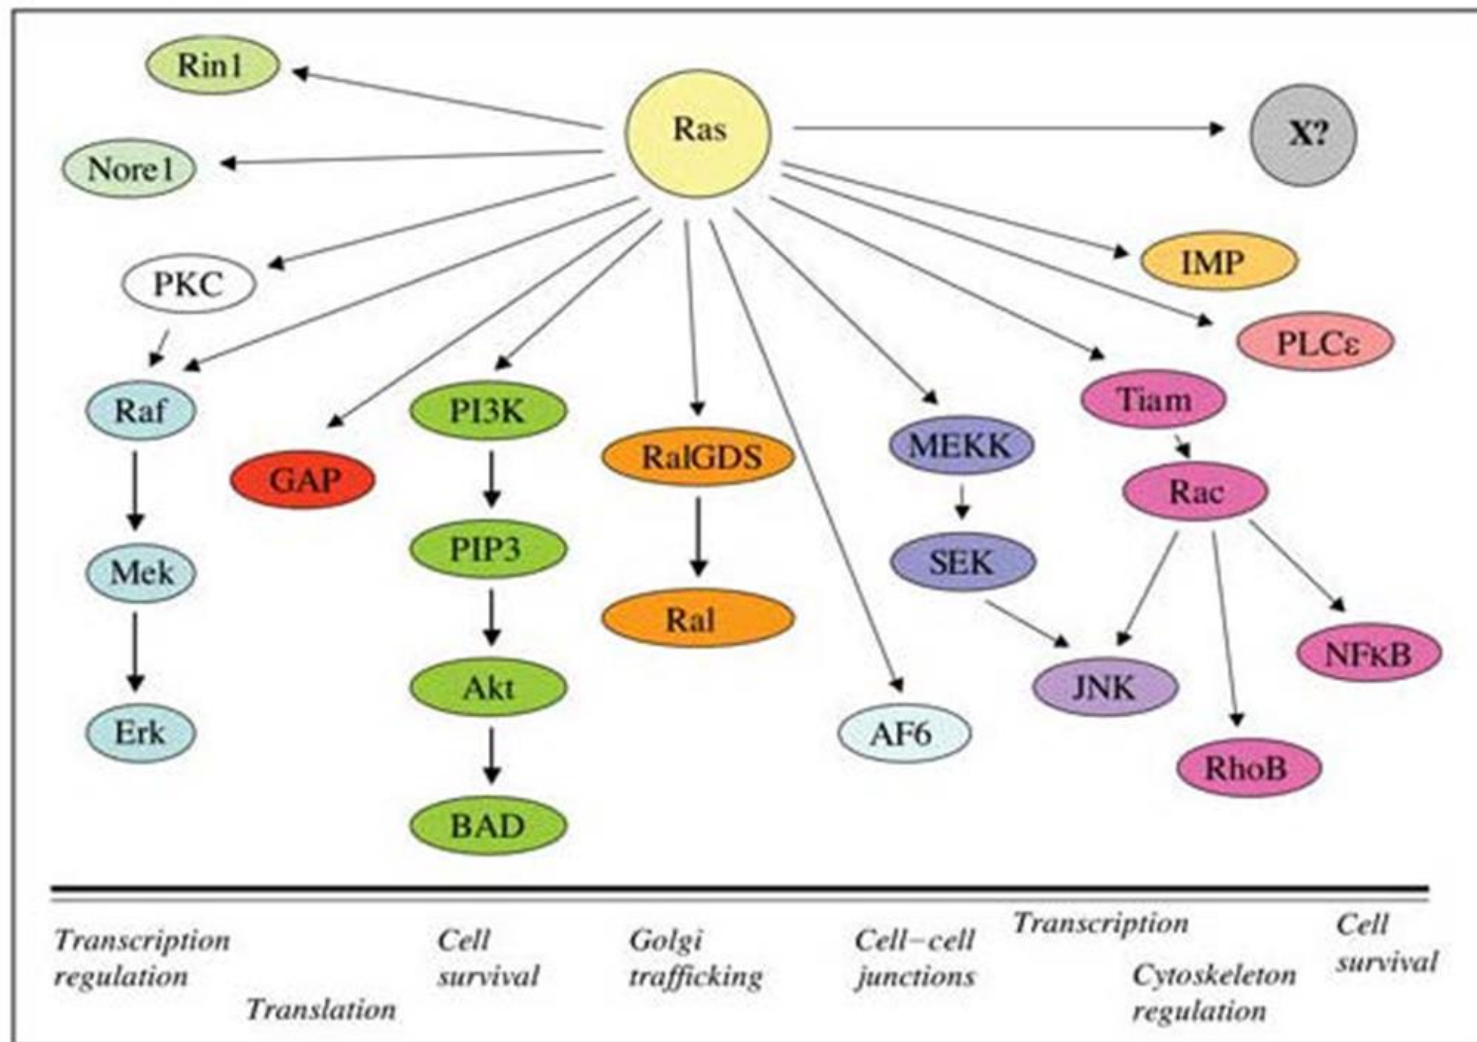 Rin1
Ras
X?
Nore1
IMP
PKC
PLCε
Raf
PI3K
Tiam
MEKK
RalGDS
GAP
Rac
PIP3
SEK
Mek
Ral
NFκB
Akt
JNK
Erk
AF6
RhoB
BAD
Transcription
regulation
Translation
Cell
survival
Golgi
trafficking
Cell–cell
junctions
Transcription
Cytoskeleton
regulation
Cell
survival